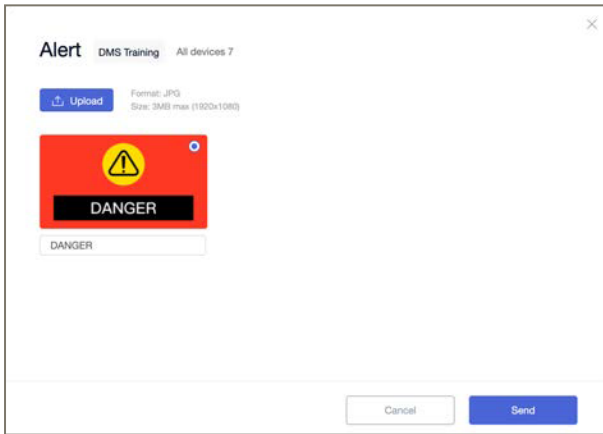 Alert DMS Training All devices 7
Upload
Format: JPG
Size: 3MB max (1920x1080)
DANGER
DANGER
Cancel
Send